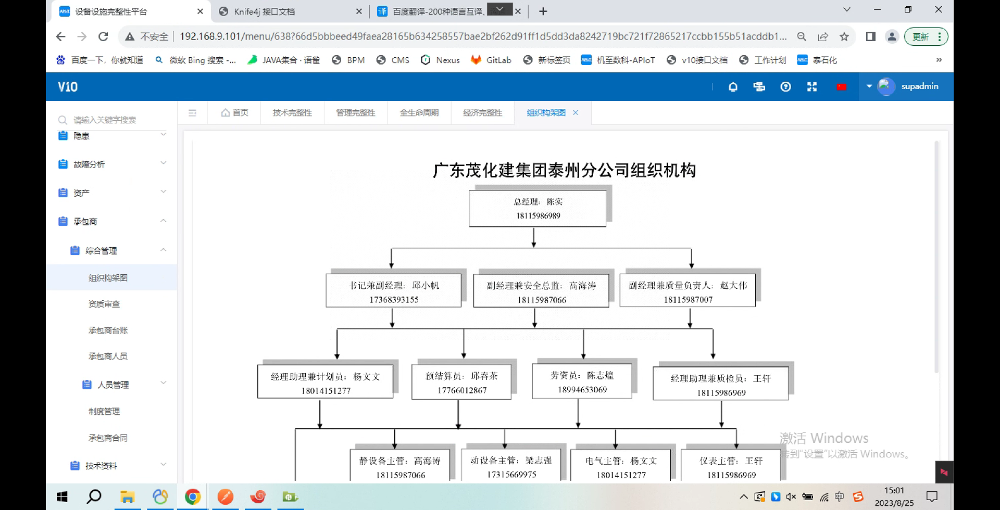 设备设施完整性平台
Knife4j 接口文档
百度翻译-200种语言互译、
不安全
192.168.9.101/menu/638?66d5bbbeed49faea28165b634258557bae2bf262d91ff1d5dd3da8242719bc721f72865217ccbb155b51acddb1...
更新
百度一下，你就知道
微软 Bing 搜索 -...
JAVA集合 · 语雀
BPM
CMS
Nexus
GitLab
新标签页
机至数科-APIoT
v10接口文档
工作计划
泰石化
V10
supadmin
请输入关键字搜索
首页
技术完整性
管理完整性
全生命周期
经济完整性
组织构架图
隐患
故障分析
资产
承包商
综合管理
组织构架图
资质审查
承包商台账
承包商人员
人员管理
制度管理
承包商合同
技术资料
广东茂化建集团泰州分公司组织机构
总经理：陈实
18115986989
书记兼副经理：邱小帆
17368393155
副经理兼安全总监：高海涛
18115987066
副经理兼质量负责人：赵大伟
18115987007
经理助理兼计划员：杨文文
18014151277
预结算员：邱春茶
17766012867
劳资员：陈志煌
18994653069
经理助理兼质检员：王轩
18115986969
静设备主管：高海涛
18115987066
动设备主管：梁志强
17315669975
电气主管：杨文文
18014151277
仪表主管：王轩
18115986969
激活 Windows
转到"设置"以激活 Windows。
中
15:01
2023/8/25